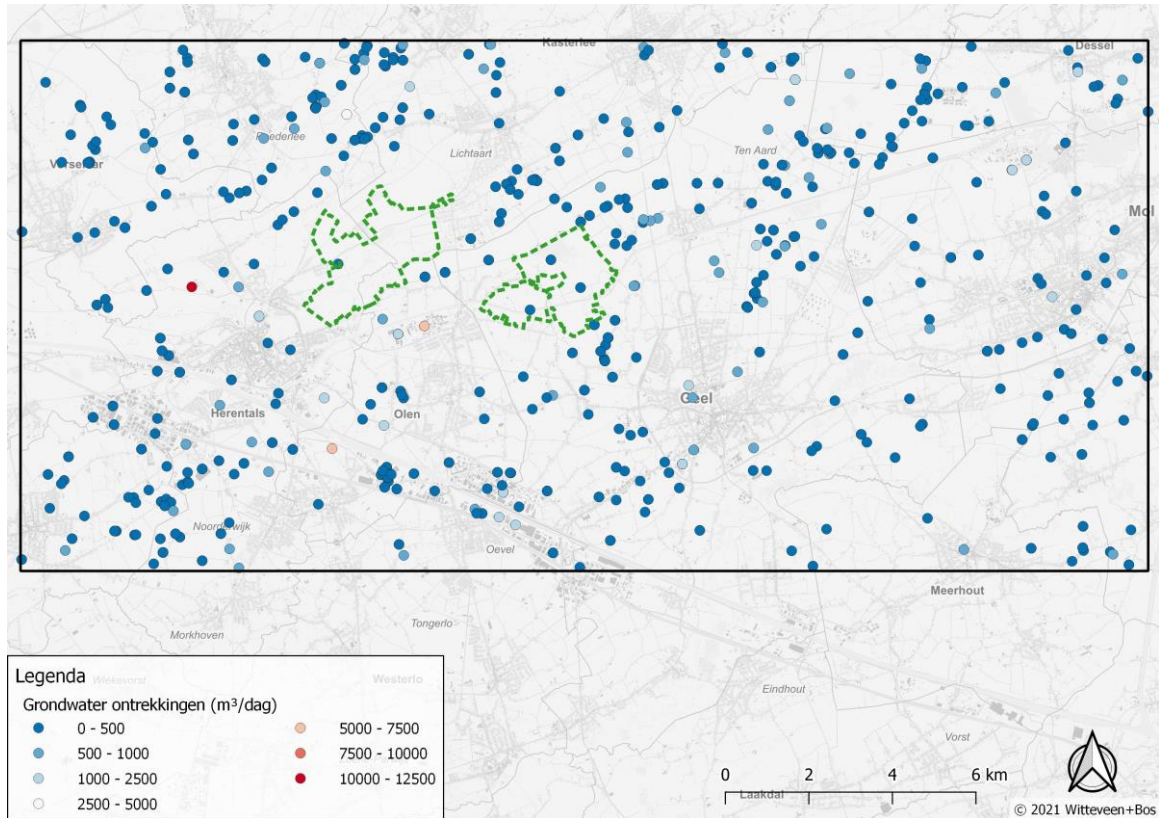 Kasterlee
Dessel
Poederlee
Lichtaart
Ten Aard
Vorselaar
Mol
Herentals
Olen
Geel
Noorderwijk
Oevel
Meerhout
Morkhoven
Tongerlo
Wiekevorst
Westerlo
Eindhout
Vorst
Laakdal
Legenda
Grondwater ontrekkingen (m³/dag)
0 - 500
500 - 1000
1000 - 2500
2500 - 5000
5000 - 7500
7500 - 10000
10000 - 12500
0 2 4 6 km
© 2021 Witteveen+Bos